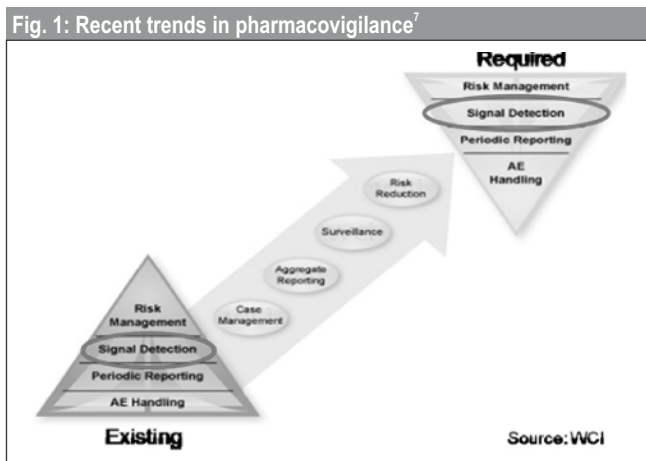 Fig. 1: Recent trends in pharmacovigilance7
Required
Risk Management
Signal Detection
Periodic Reporting
AE
Handling
Risk
Reduction
Surveillance
Aggregate
Reporting
Case
Management
Risk
Management
Signal Detection
Periodic Reporting
AE Handling
Existing
Source: WCI